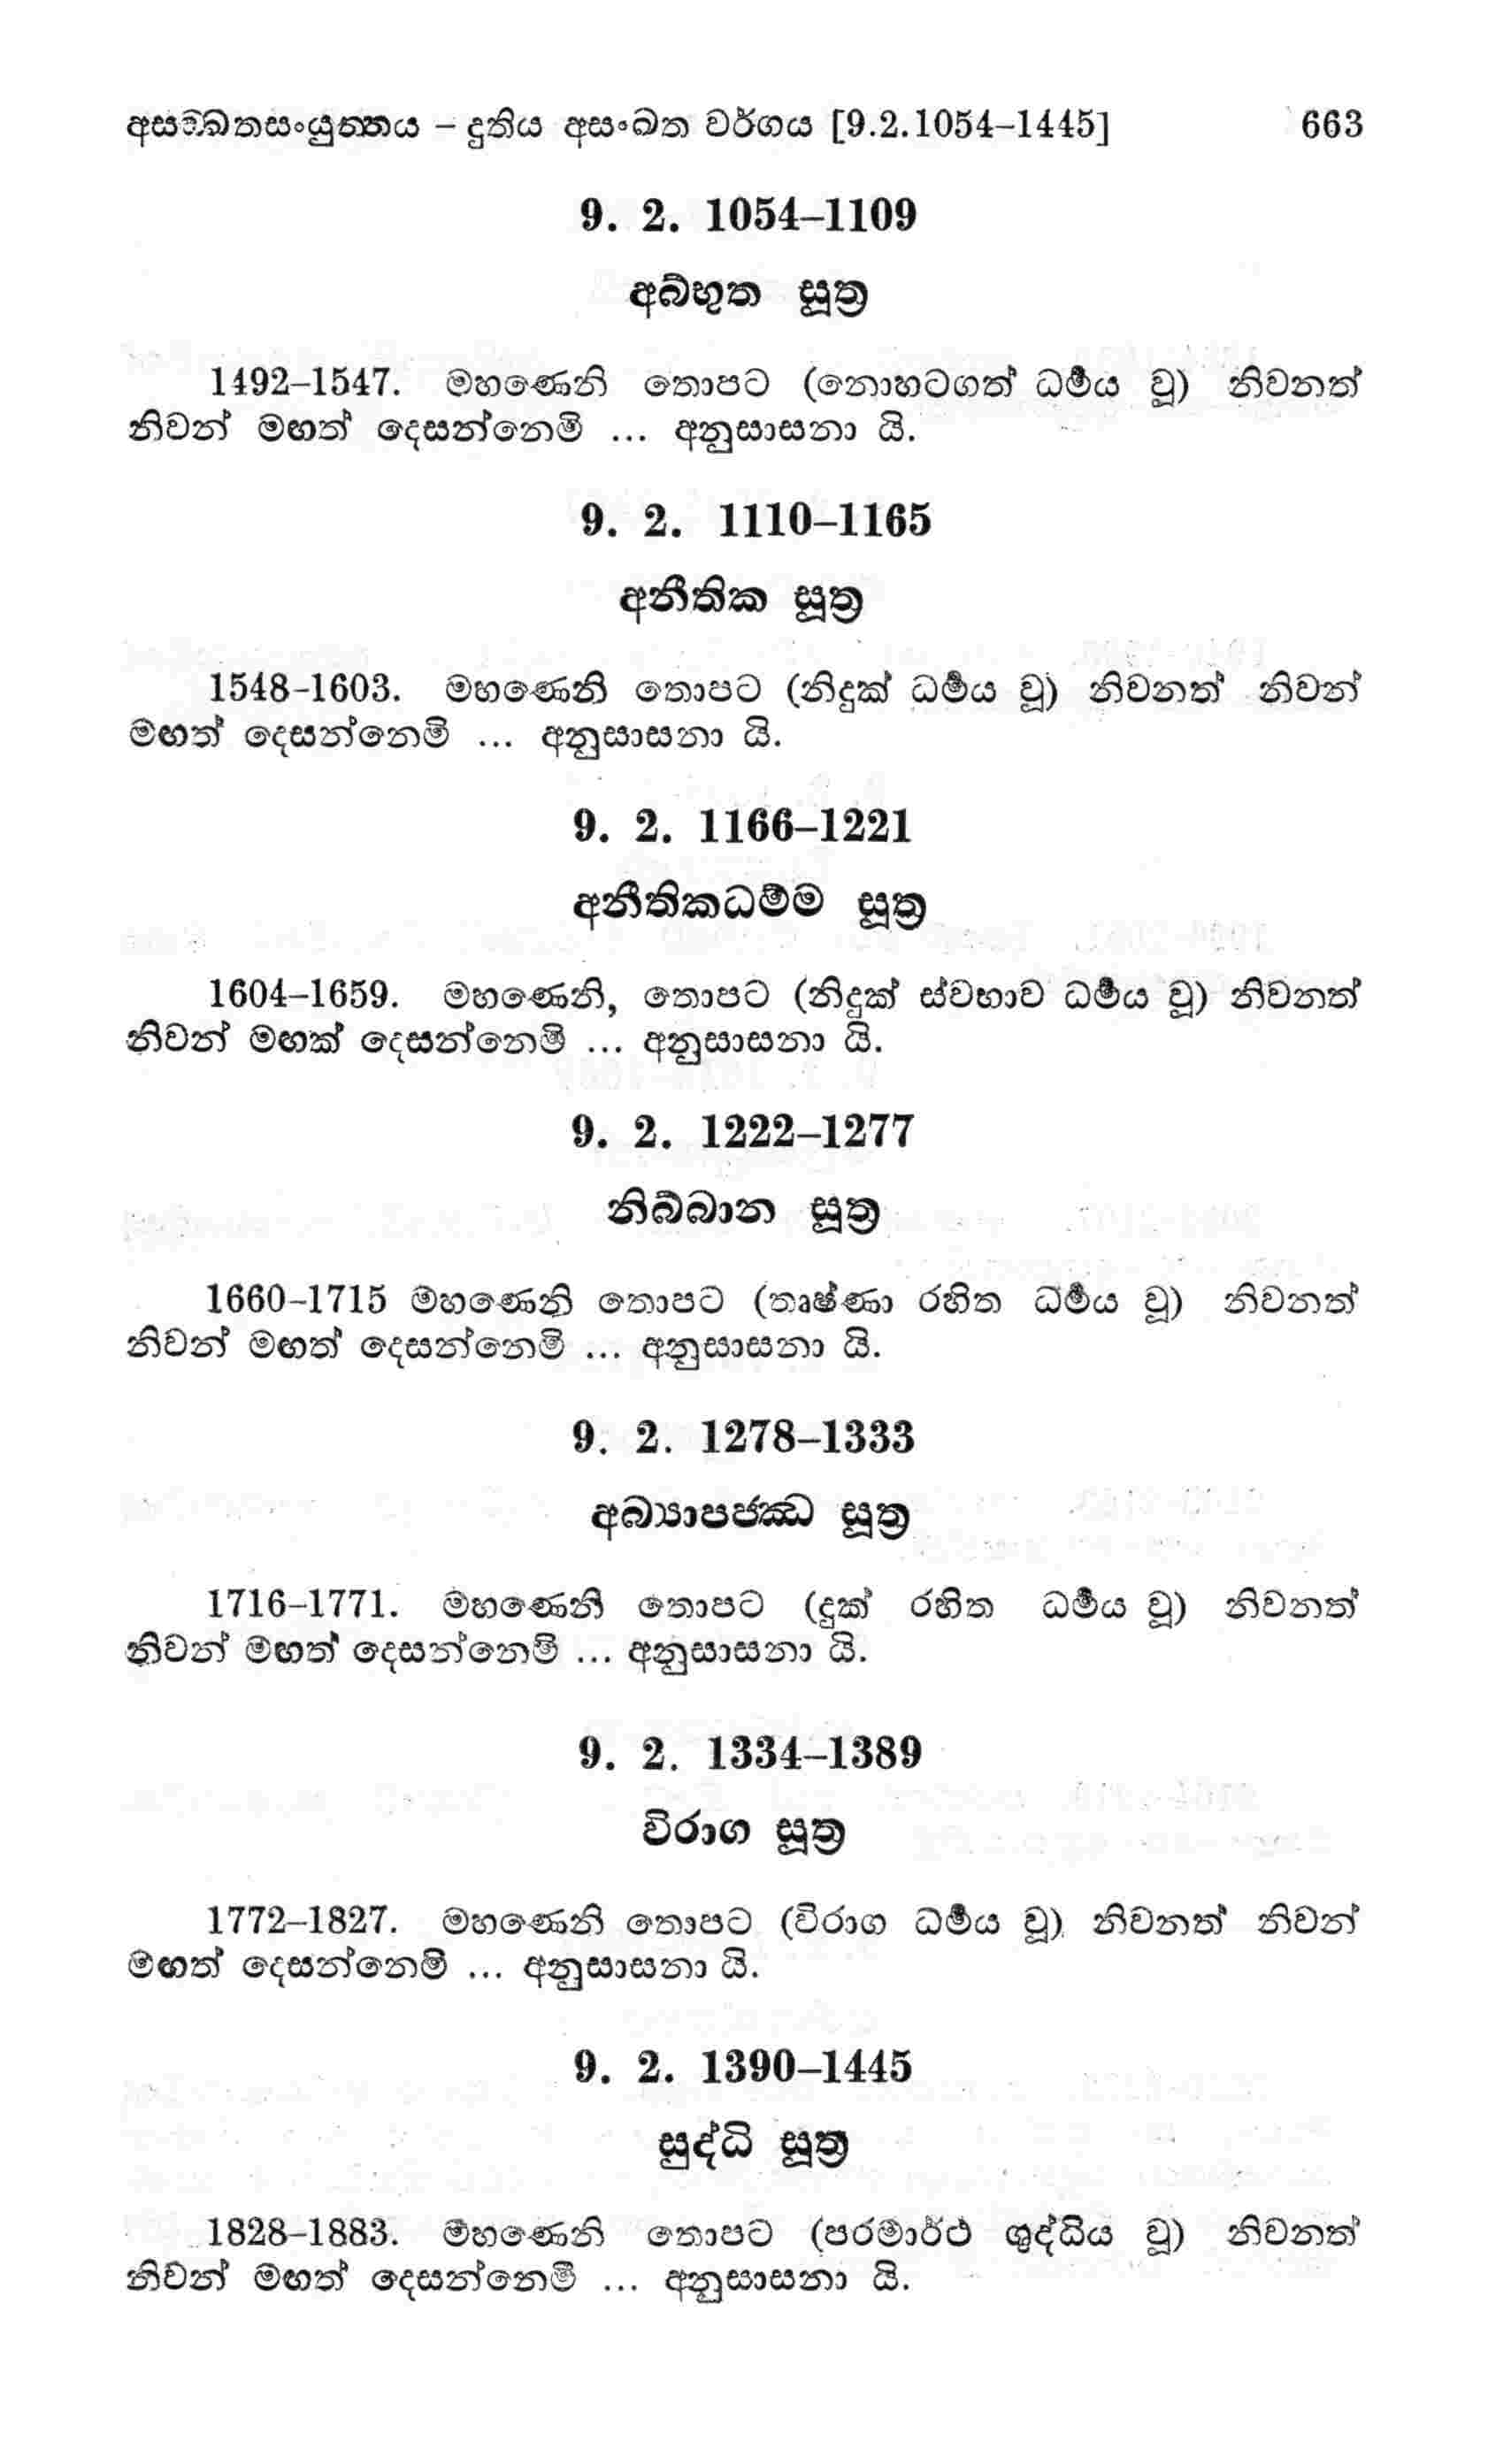 අසඞ්ඛතසංයුත්තය – දුතිය අසංඛත වර්ගය [9.2.1054–1445] 663
9. 2. 1054–1109
අබ්භුත සූත්‍ර
1492–1547. මහණෙනි තොපට (නොහටගත් ධර්‍මය වූ) නිවනත්
නිවන් මඟත් දෙසන්නෙමි ... අනුසාසනා යි.
9. 2. 1110–1165
අනීතික සූත්‍ර
1548-1603. මහණෙනි තොපට (නිදුක් ධර්‍මය වූ) නිවනත් නිවන්
මඟත් දෙසන්නෙමි ... අනුසාසනා යි.
9. 2. 1166–1221
අනීතිකධම්ම සූත්‍ර
1604–1659. මහණෙනි, තොපට (නිදුක් ස්වභාව ධර්‍මය වූ) නිවනත්
නිවන් මඟක් දෙසන්නෙමි ... අනුසාසනා යි.
9. 2. 1222–1277
නිබ්බාන සූත්‍ර
1660-1715 මහණෙනි තොපට (තෘෂ්ණා රහිත ධර්‍මය වූ) නිවනත්
නිවන් මඟත් දෙසන්නෙමි ... අනුසාසනා යි.
9. 2. 1278–1333
අබ්‍යාපජ්ඣ සූත්‍ර
1716–1771. මහණෙනි තොපට (දුක් රහිත ධර්‍මය වූ) නිවනත්
නිවන් මඟත් දෙසන්නෙමි ... අනුසාසනා යි.
9. 2. 1334–1389
විරාග සූත්‍ර
1772–1827. මහණෙනි තොපට (විරාග ධර්‍මය වූ) නිවනත් නිවන්
මඟත් දෙසන්නෙමි ... අනුසාසනා යි.
9. 2. 1390–1445
සුද්ධි සූත්‍ර
1828–1883. මහණෙනි තොපට (පරමාර්ථ ශුද්ධිය වූ) නිවනත්
නිවන් මඟත් දෙසන්නෙමි ... අනුසාසනා යි.